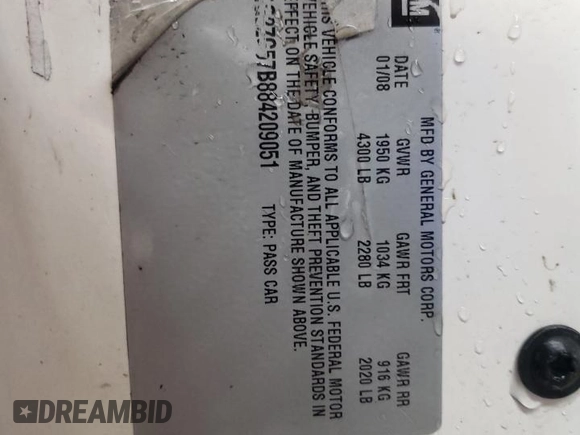 GM
MFD BY GENERAL MOTORS CORP
DATE GVWR GAWR FRT GAWR RR
01/08 1950 KG 1034 KG 916 KG
4300 LB 2280 LB 2020 LB
VEHICLE CONFORMS TO ALL APPLICABLE U.S. FEDERAL MOTOR
VEHICLE SAFETY, BUMPER, AND THEFT PREVENTION STANDARDS IN
EFFECT ON THE DATE OF MANUFACTURE SHOWN ABOVE.
57B884209051 TYPE: PASS CAR
DREAMBID